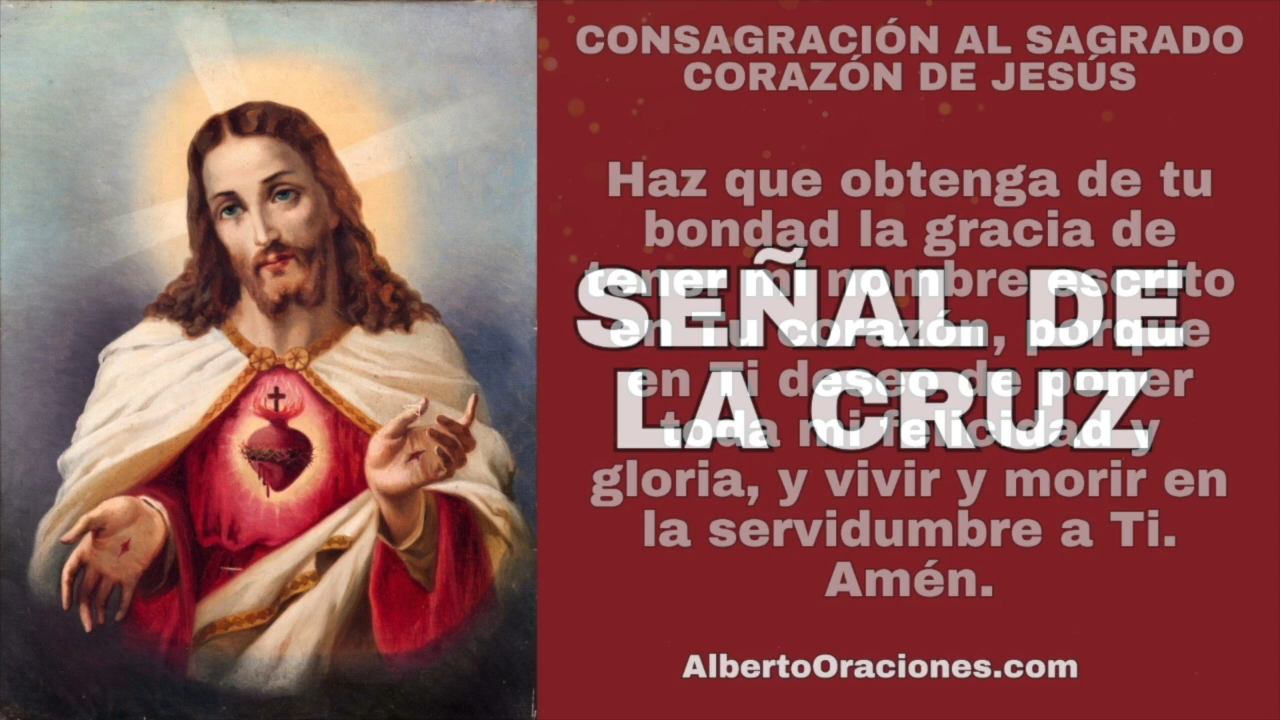 CONSAGRACIÓN AL SAGRADO
CORAZÓN DE JESÚS
Haz que obtenga de tu
bondad la gracia de
tener mi nombre escrito
en Tu corazón, porque
en Ti deseo de poner
toda mi felicidad y
gloria, y vivir y morir en
la servidumbre a Ti.
Amén.
SEÑAL DE
LA CRUZ
AlbertoOraciones.com